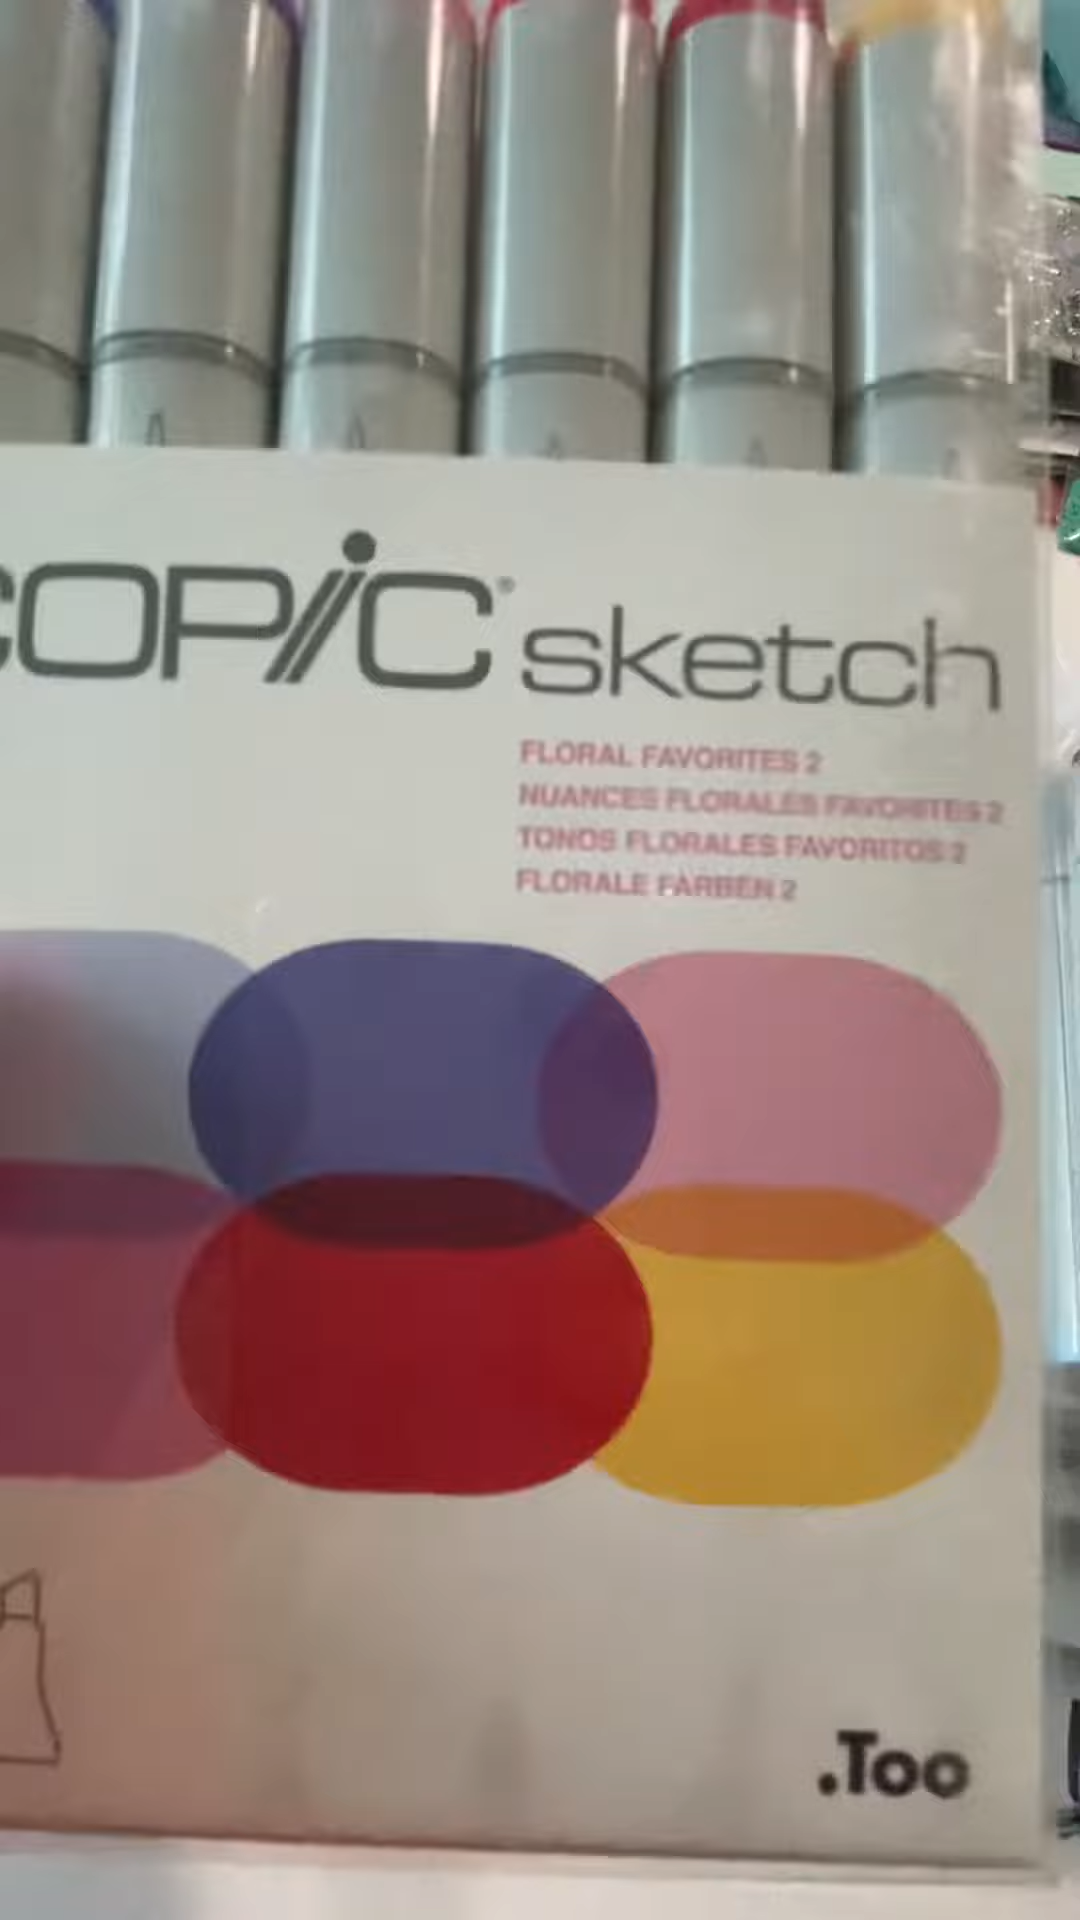 COPiC sketch
FLORAL FAVORITES 2
NUANCES FLORALES FAVORITES 2
TONOS FLORALES FAVORITOS 2
FLORALE FARBEN 2
.Too